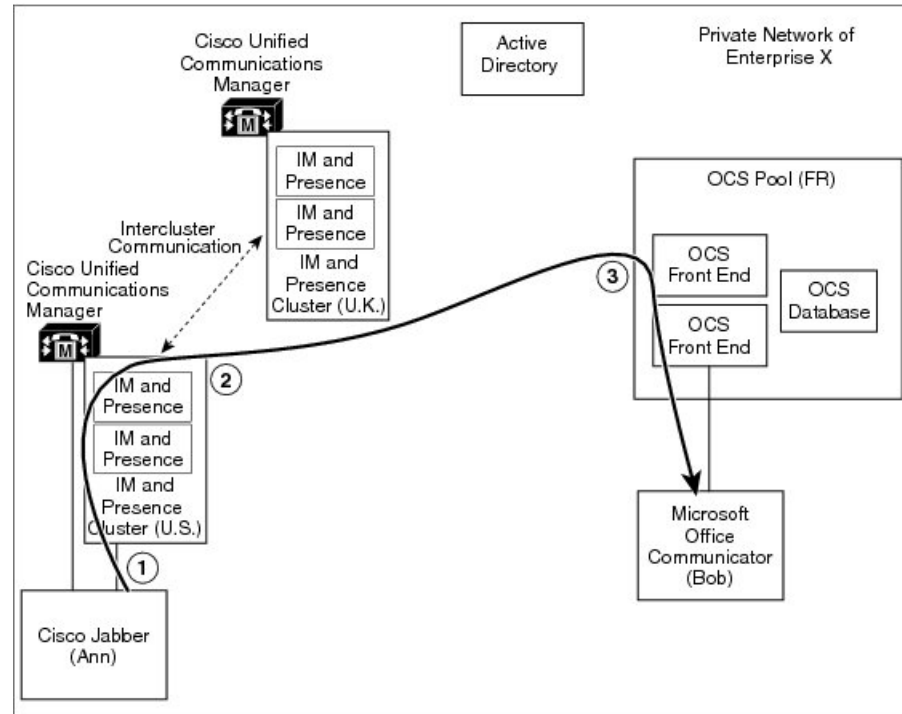 Cisco Unified
Communications
Manager
M
Active
Directory
Private Network of
Enterprise X
IM and
Presence
IM and
Presence
IM and
Presence
Cluster (U.K.)
Intercluster
Communication
Cisco Unified
Communications
Manager
M
OCS Pool (FR)
OCS
Front End
OCS
Front End
OCS
Database
3
2
IM and
Presence
IM and
Presence
IM and
Presence
Cluster (U.S.)
1
Cisco Jabber
(Ann)
Microsoft
Office
Communicator
(Bob)